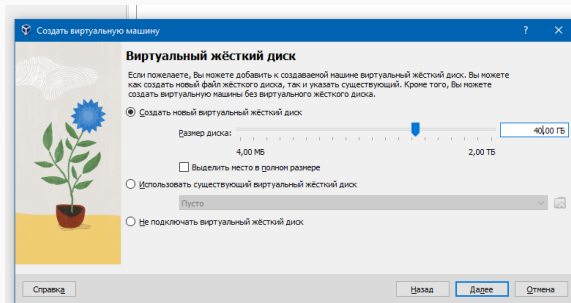 Создать виртуальную машину
Виртуальный жёсткий диск
Если пожелаете, Вы можете добавить к создаваемой машине виртуальный жёсткий диск. Вы можете
как создать новый файл жёсткого диска, так и указать существующий. Кроме того, Вы можете
создать виртуальную машину без виртуального жёсткого диска.
Создать новый виртуальный жёсткий диск
Размер диска:
40,00 ГБ
4,00 МБ
2,00 ТБ
Выделить место в полном размере
Использовать существующий виртуальный жёсткий диск
Пусто
Не подключать виртуальный жёсткий диск
Справка
Назад
Далее
Отмена